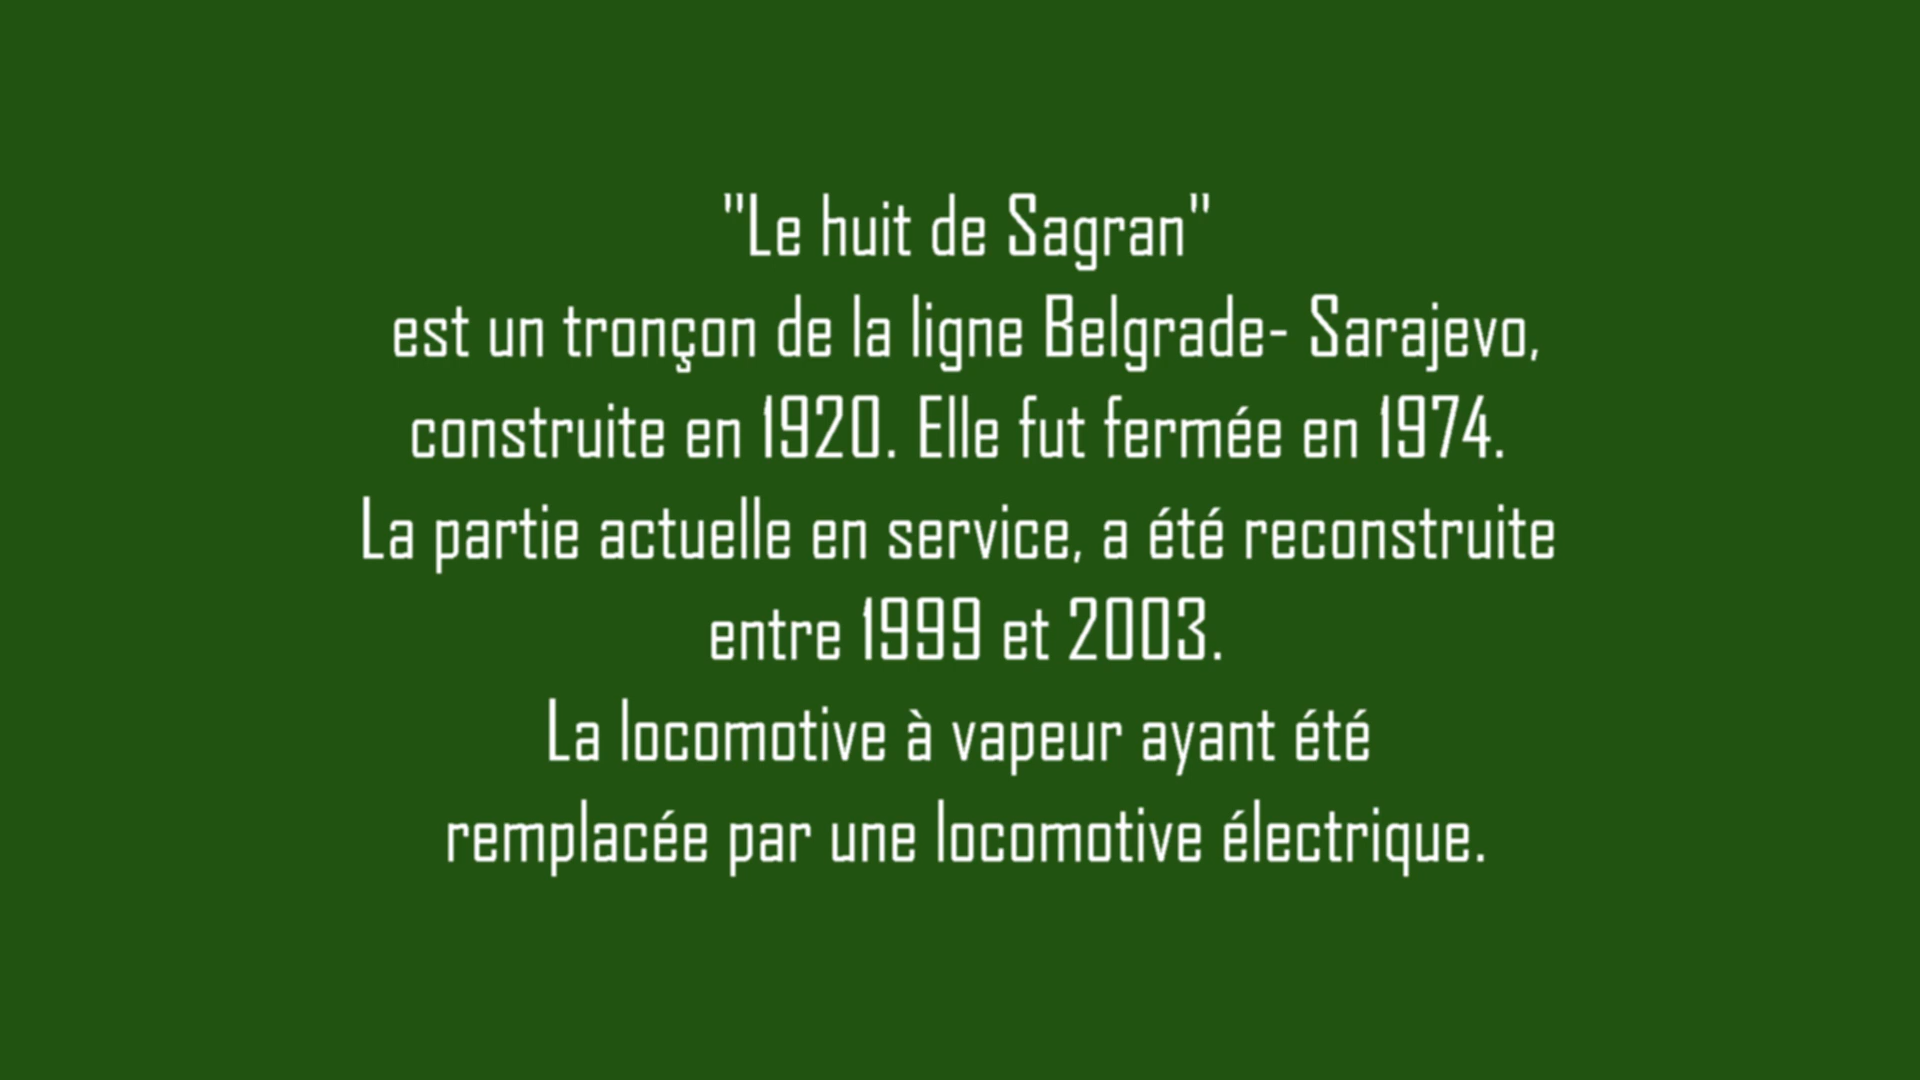 "Le huit de Sagran"
est un tronçon de la ligne Belgrade- Sarajevo,
construite en 1920. Elle fut fermée en 1974.
La partie actuelle en service, a été reconstruite
entre 1999 et 2003.
La locomotive à vapeur ayant été
remplacée par une locomotive électrique.